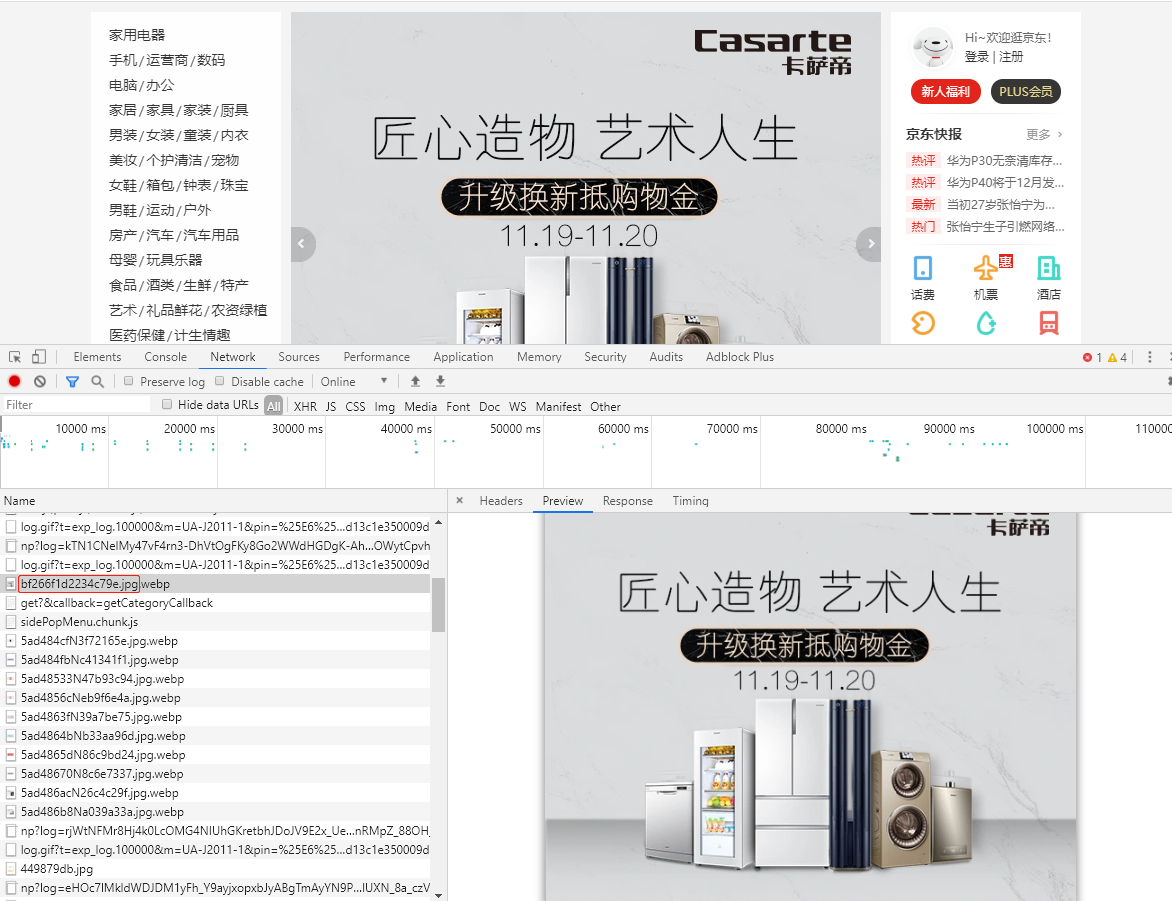 家用电器
手机/运营商/数码
电脑/办公
家居/家具/家装/厨具
男装/女装/童装/内衣
美妆/个护清洁/宠物
女鞋/箱包/钟表/珠宝
男鞋/运动/户外
房产/汽车/汽车用品
母婴/玩具乐器
食品/酒类/生鲜/特产
艺术/礼品鲜花/农资绿植
医药保健/计生情趣
Casarte
卡萨帝
匠心造物 艺术人生
升级换新抵购物金
11.19-11.20
Hi~欢迎逛京东!
登录 | 注册
新人福利 PLUS会员
京东快报 更多 >
热评 华为P30无奈清库存...
热评 华为P40将于12月发...
最新 当初27岁张怡宁为...
热门 张怡宁生子引燃网络...
惠
话费 机票 酒店
Elements Console Network Sources Performance Application Memory Security Audits Adblock Plus 1 4
Preserve log Disable cache Online
Filter Hide data URLs All XHR JS CSS Img Media Font Doc WS Manifest Other
10000 ms 20000 ms 30000 ms 40000 ms 50000 ms 60000 ms 70000 ms 80000 ms 90000 ms 100000 ms 110000
Name
log.gif?t=exp_log.100000&m=UA-J2011-1&pin=%25E6%25...d13c1e350009d
np?log=kTN1CNelMy47vF4rn3-DhVtOgFKy8Go2WWdHGDgK-Ah...OWytCpvh
log.gif?t=exp_log.100000&m=UA-J2011-1&pin=%25E6%25...d13c1e350009d
bf266f1d2234c79e.jpg.webp
get?&callback=getCategoryCallback
sidePopMenu.chunk.js
5ad484cfN3f72165e.jpg.webp
5ad484fbNc41341f1.jpg.webp
5ad48533N47b93c94.jpg.webp
5ad4856cNeb9f6e4a.jpg.webp
5ad4863fN39a7be75.jpg.webp
5ad4864bNb33aa96d.jpg.webp
5ad4865dN86c9bd24.jpg.webp
5ad48670N8c6e7337.jpg.webp
5ad486acN26c4c29f.jpg.webp
5ad486b8Na039a33a.jpg.webp
np?log=rjWtNFMr8Hj4k0LcOMG4NIUhGKretbhJDoJV9E2x_Ue...nRMpZ_88OH_
log.gif?t=exp_log.100000&m=UA-J2011-1&pin=%25E6%25...d13c1e350009d
449879db.jpg
np?log=eHOc7IMkldWDJDM1yFh_Y9ayjxopxbJyABgTmAyYN9P...IUXN_8a_czV
× Headers Preview Response Timing
卡萨帝
匠心造物 艺术人生
升级换新抵购物金
11.19-11.20